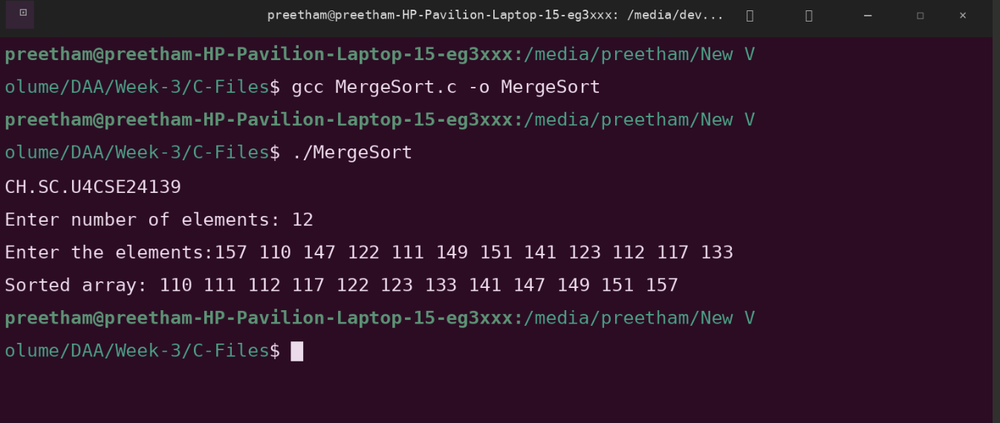 preetham@preetham-HP-Pavilion-Laptop-15-eg3xxx: /media/dev...
preetham@preetham-HP-Pavilion-Laptop-15-eg3xxx:/media/preetham/New V
olume/DAA/Week-3/C-Files$ gcc MergeSort.c -o MergeSort
preetham@preetham-HP-Pavilion-Laptop-15-eg3xxx:/media/preetham/New V
olume/DAA/Week-3/C-Files$ ./MergeSort
CH.SC.U4CSE24139
Enter number of elements: 12
Enter the elements:157 110 147 122 111 149 151 141 123 112 117 133
Sorted array: 110 111 112 117 122 123 133 141 147 149 151 157
preetham@preetham-HP-Pavilion-Laptop-15-eg3xxx:/media/preetham/New V
olume/DAA/Week-3/C-Files$